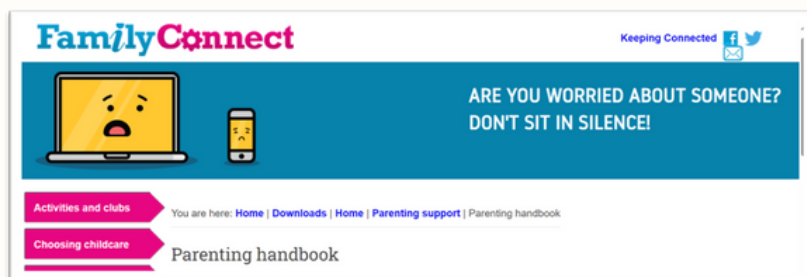 FamilyConnect
Keeping Connected
ARE YOU WORRIED ABOUT SOMEONE?
DON'T SIT IN SILENCE!
Activities and clubs
You are here: Home | Downloads | Home | Parenting support | Parenting handbook
Choosing childcare
Parenting handbook